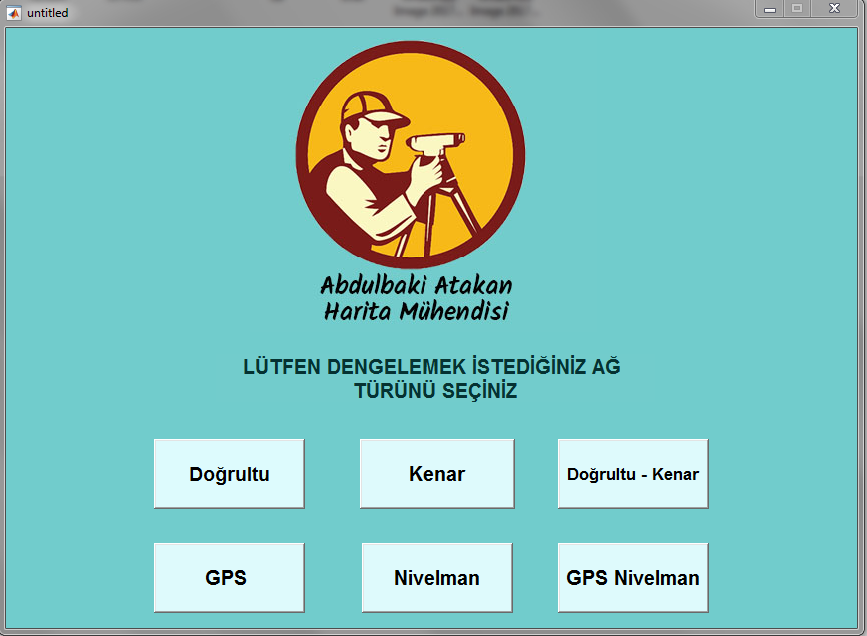 untitled
Abdulbaki Atakan
Harita Mühendisi
LÜTFEN DENGELEMEK İSTEDİĞİNİZ AĞ
TÜRÜNÜ SEÇİNİZ
Doğrultu
Kenar
Doğrultu - Kenar
GPS
Nivelman
GPS Nivelman